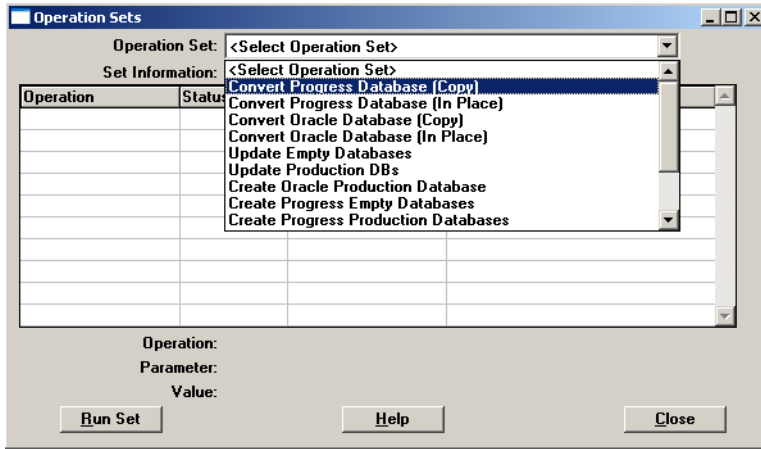 Operation Sets
Operation Set: <Select Operation Set>
Set Information: <Select Operation Set>
Convert Progress Database (Copy)
Operation Status
Convert Progress Database (In Place)
Convert Oracle Database (Copy)
Convert Oracle Database (In Place)
Update Empty Databases
Update Production DBs
Create Oracle Production Database
Create Progress Empty Databases
Create Progress Production Databases
Operation:
Parameter:
Value:
Run Set Help Close